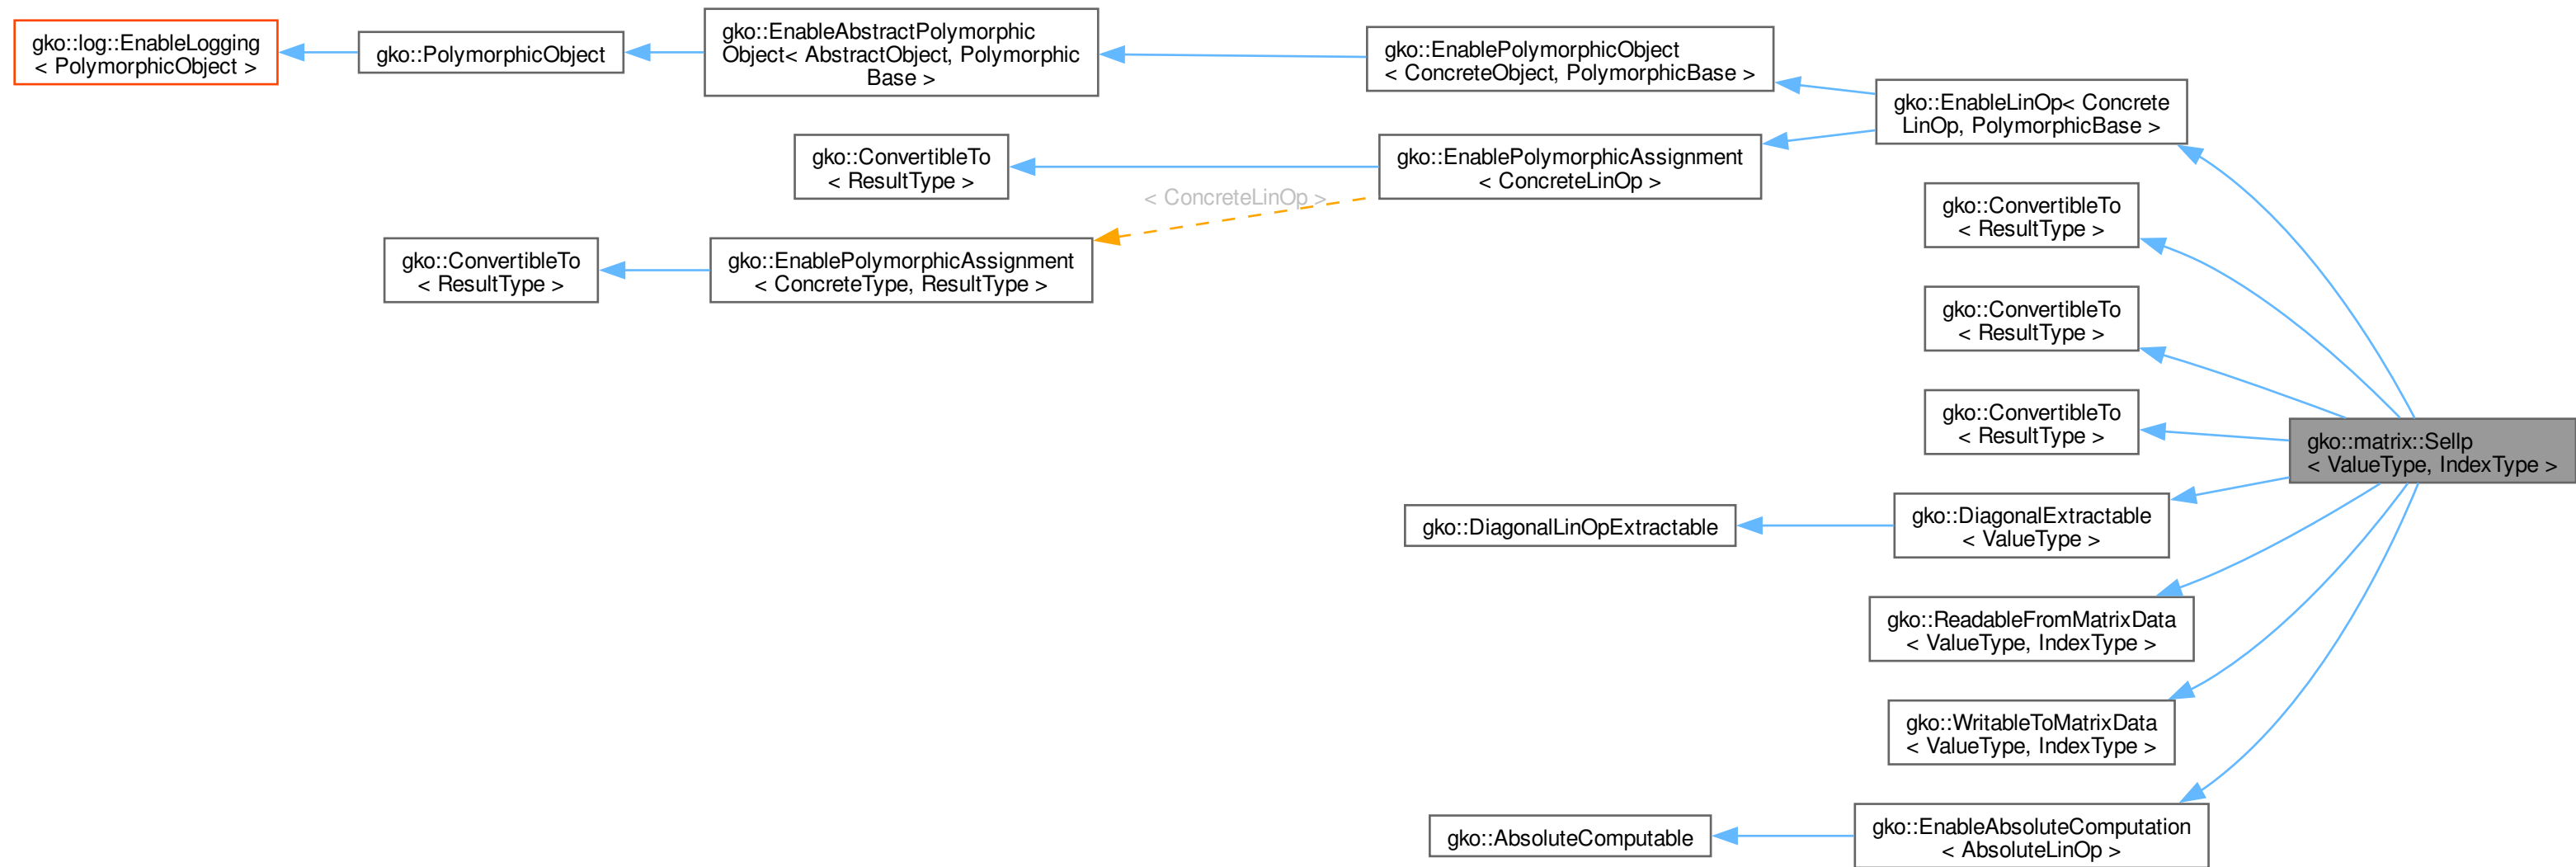 gko::log::EnableLogging
< PolymorphicObject >
gko::PolymorphicObject
gko::EnableAbstractPolymorphic
Object< AbstractObject, Polymorphic
Base >
gko::EnablePolymorphicObject
< ConcreteObject, PolymorphicBase >
gko::EnableLinOp< Concrete
LinOp, PolymorphicBase >
gko::ConvertibleTo
< ResultType >
gko::EnablePolymorphicAssignment
< ConcreteLinOp >
< ConcreteLinOp >
gko::ConvertibleTo
< ResultType >
gko::EnablePolymorphicAssignment
< ConcreteType, ResultType >
gko::ConvertibleTo
< ResultType >
gko::ConvertibleTo
< ResultType >
gko::ConvertibleTo
< ResultType >
gko::matrix::Sellp
< ValueType, IndexType >
gko::DiagonalLinOpExtractable
gko::DiagonalExtractable
< ValueType >
gko::ReadableFromMatrixData
< ValueType, IndexType >
gko::WritableToMatrixData
< ValueType, IndexType >
gko::AbsoluteComputable
gko::EnableAbsoluteComputation
< AbsoluteLinOp >